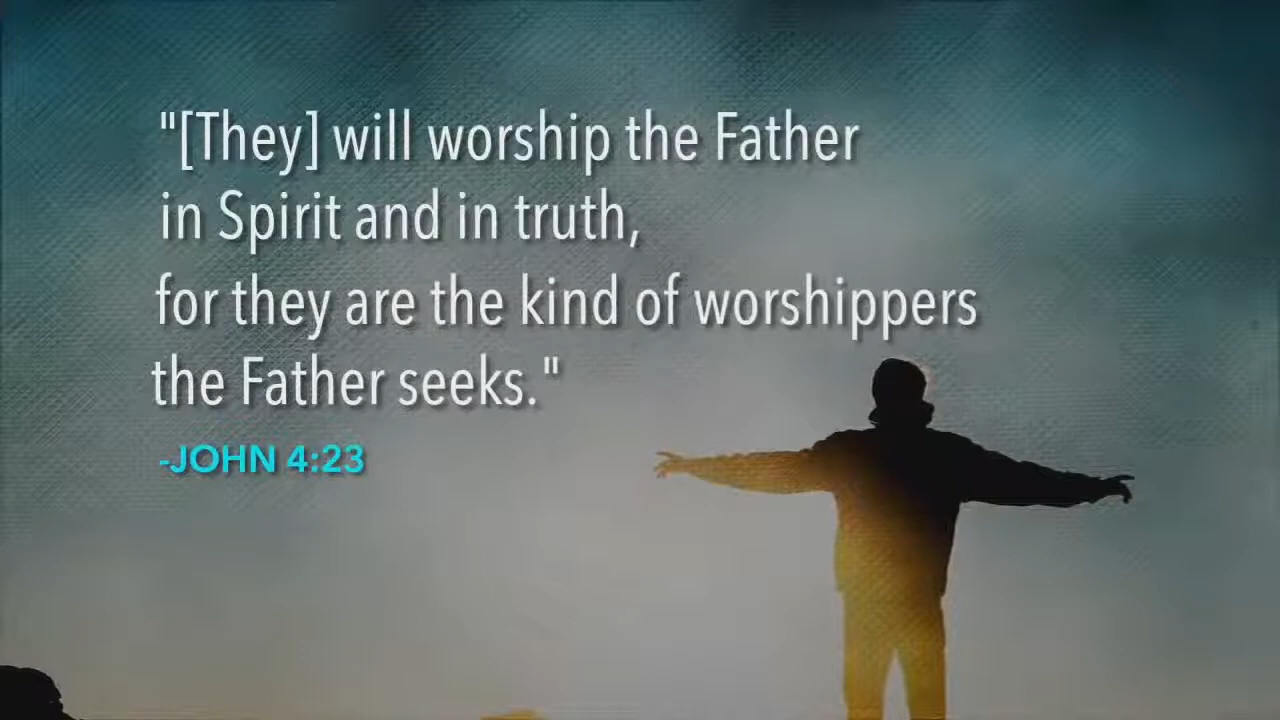 "[They] will worship the Father
in Spirit and in truth,
for they are the kind of worshippers
the Father seeks."
-JOHN 4:23